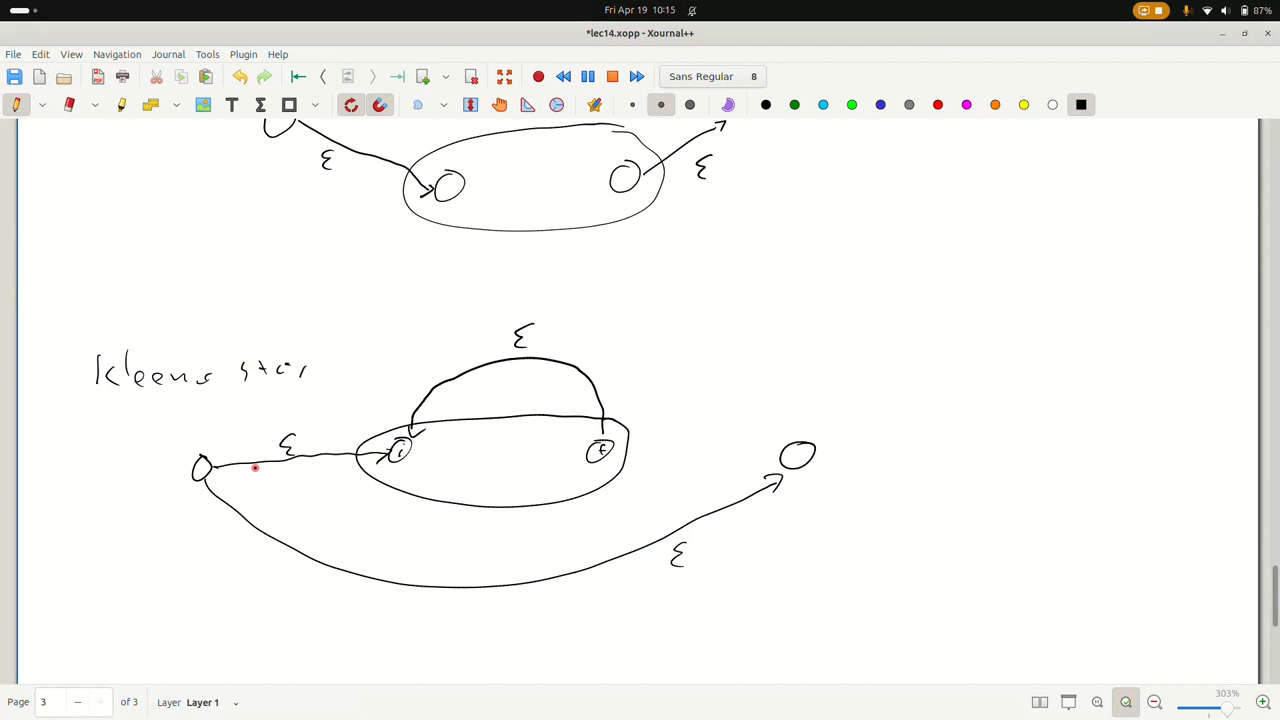 Fri Apr 19 10:15
87%
*lec14.xopp - Xournal++
File Edit View Navigation Journal Tools Plugin Help
Sans Regular 8
ε ε
ε
Kleene star
ε
i f
ε
Page 3 of 3 Layer Layer 1
303%